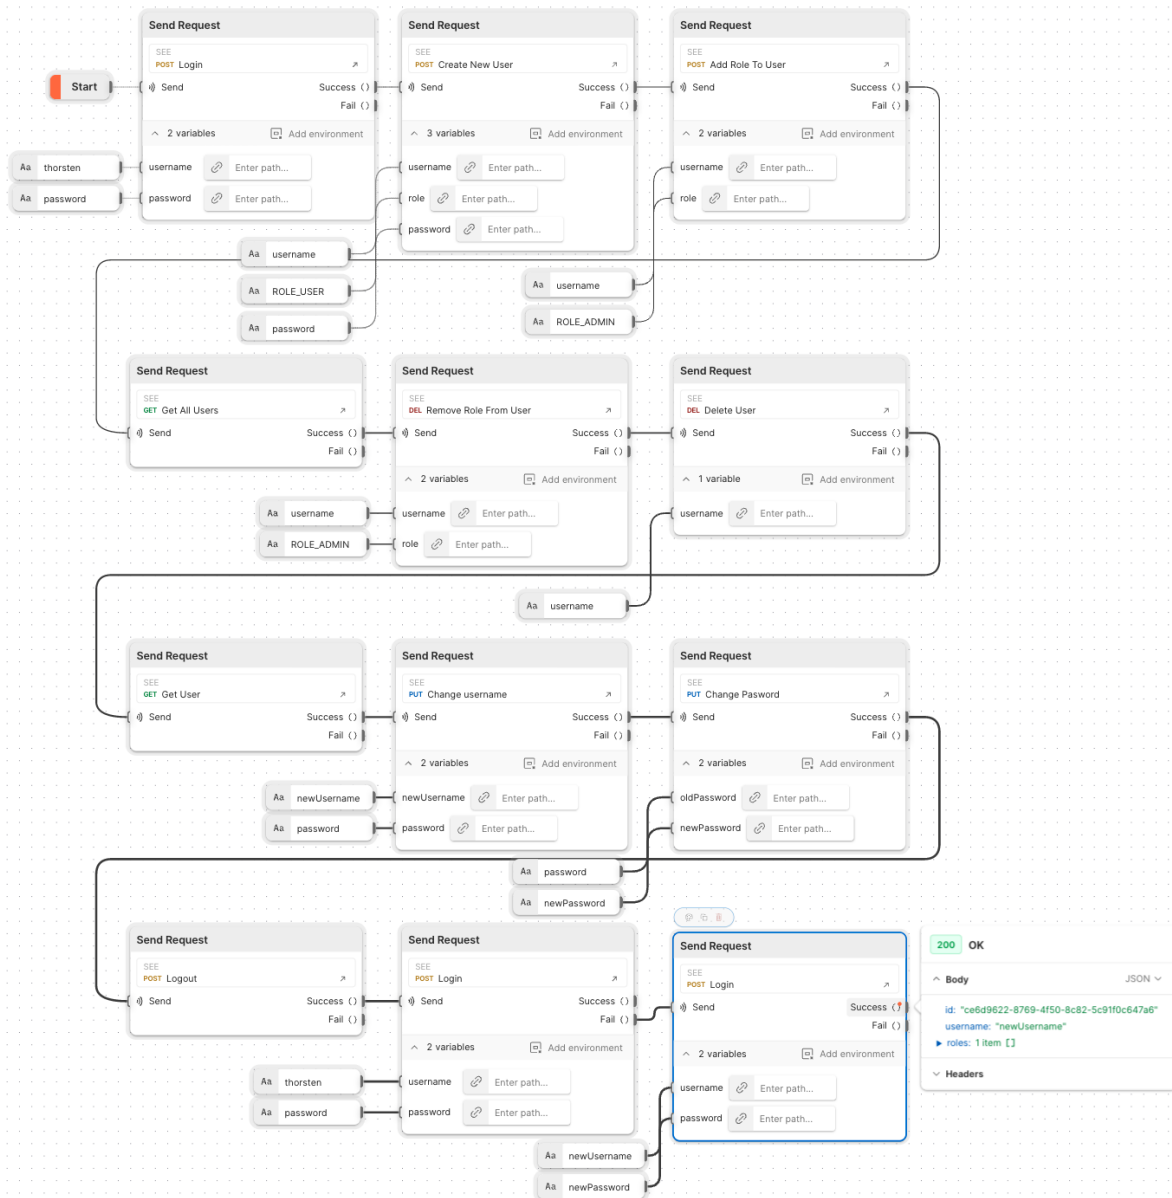 Send Request
SEE
POST Login
Start
Send Success ()
Fail ()
2 variables Add environment
Aa thorsten
username Enter path...
Aa password
password Enter path...
Send Request
SEE
POST Create New User
Send Success ()
Fail ()
3 variables Add environment
username Enter path...
role Enter path...
password Enter path...
Aa username
Aa ROLE_USER
Aa password
Send Request
SEE
POST Add Role To User
Send Success ()
Fail ()
2 variables Add environment
username Enter path...
role Enter path...
Aa username
Aa ROLE_ADMIN
Send Request
SEE
GET Get All Users
Send Success ()
Fail ()
Send Request
SEE
DEL Remove Role From User
Send Success ()
Fail ()
2 variables Add environment
Aa username
username Enter path...
Aa ROLE_ADMIN
role Enter path...
Send Request
SEE
DEL Delete User
Send Success ()
Fail ()
1 variable Add environment
username Enter path...
Aa username
Send Request
SEE
GET Get User
Send Success ()
Fail ()
Send Request
SEE
PUT Change username
Send Success ()
Fail ()
2 variables Add environment
Aa newUsername
newUsername Enter path...
Aa password
password Enter path...
Send Request
SEE
PUT Change Pasword
Send Success ()
Fail ()
2 variables Add environment
oldPassword Enter path...
newPassword Enter path...
Aa password
Aa newPassword
Send Request
SEE
POST Logout
Send Success ()
Fail ()
Send Request
SEE
POST Login
Send Success ()
Fail ()
2 variables Add environment
Aa thorsten
username Enter path...
Aa password
password Enter path...
Send Request
SEE
POST Login
Send Success ()
Fail ()
2 variables Add environment
username Enter path...
password Enter path...
Aa newUsername
Aa newPassword
200 OK
Body JSON
id: "ce6d9622-8769-4f50-8c82-5c91f0c647a6"
username: "newUsername"
roles: 1 item []
Headers